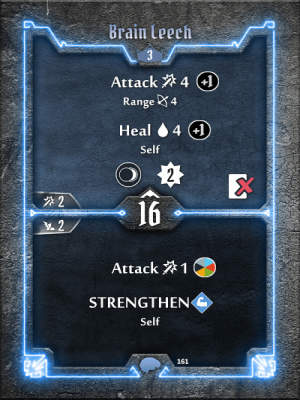 Brain Leech
3
Attack 4 +1
Range 4
Heal 4 +1
Self
2
2
16
2
Attack 1
STRENGTHEN
Self
161